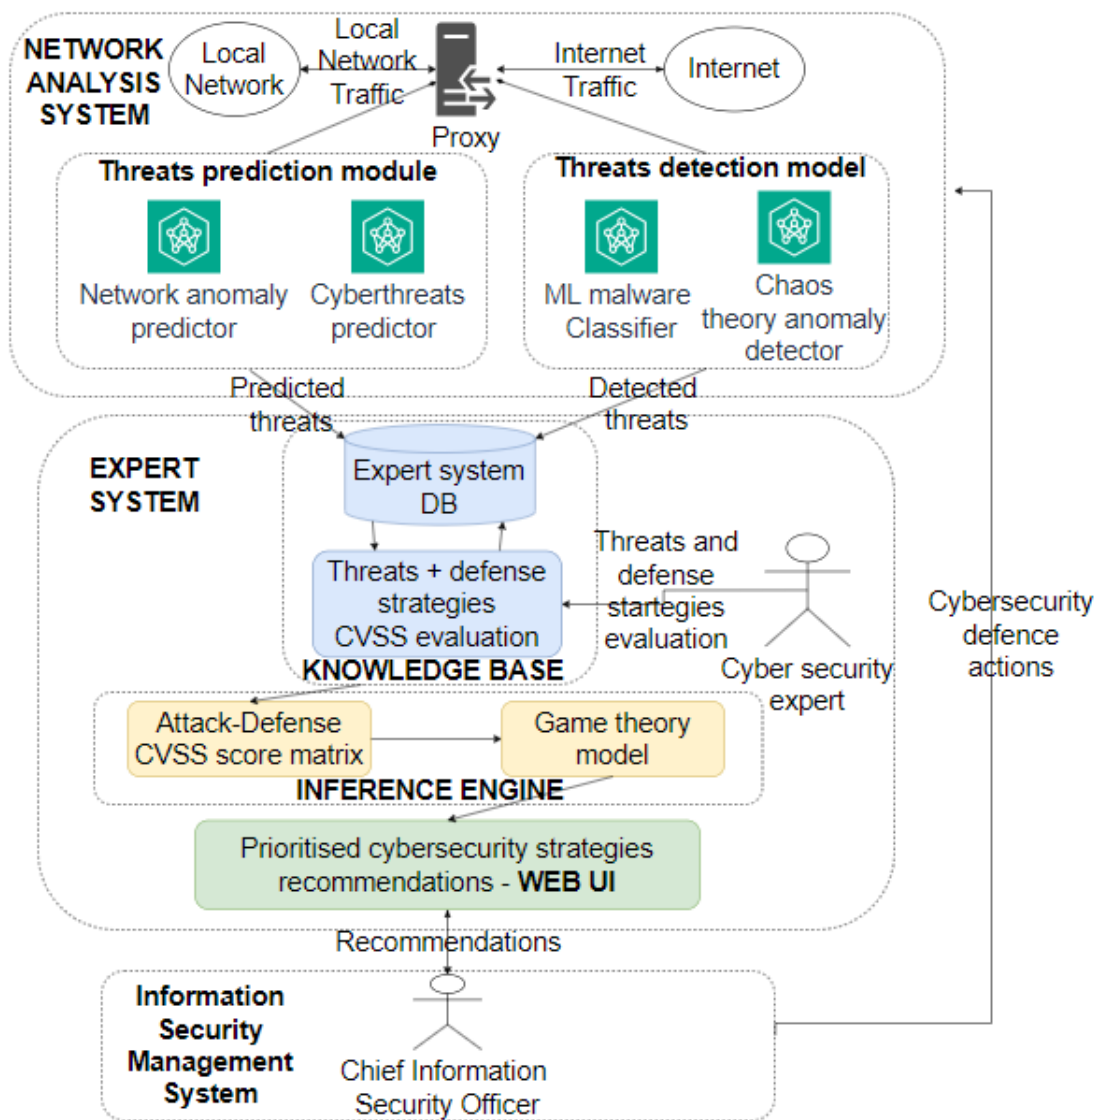 NETWORK
ANALYSIS
SYSTEM
Local
Network
Local
Network
Traffic
Proxy
Internet
Traffic
Internet
Threats prediction module
Network anomaly
predictor
Cyberthreats
predictor
Threats detection model
ML malware
Classifier
Chaos
theory anomaly
detector
Predicted
threats
Detected
threats
EXPERT
SYSTEM
Expert system
DB
Threats + defense
strategies
CVSS evaluation
KNOWLEDGE BASE
Threats and
defense
startegies
evaluation
Cyber security
expert
Cybersecurity
defence
actions
Attack-Defense
CVSS score matrix
Game theory
model
INFERENCE ENGINE
Prioritised cybersecurity strategies
recommendations - WEB UI
Recommendations
Information
Security
Management
System
Chief Information
Security Officer